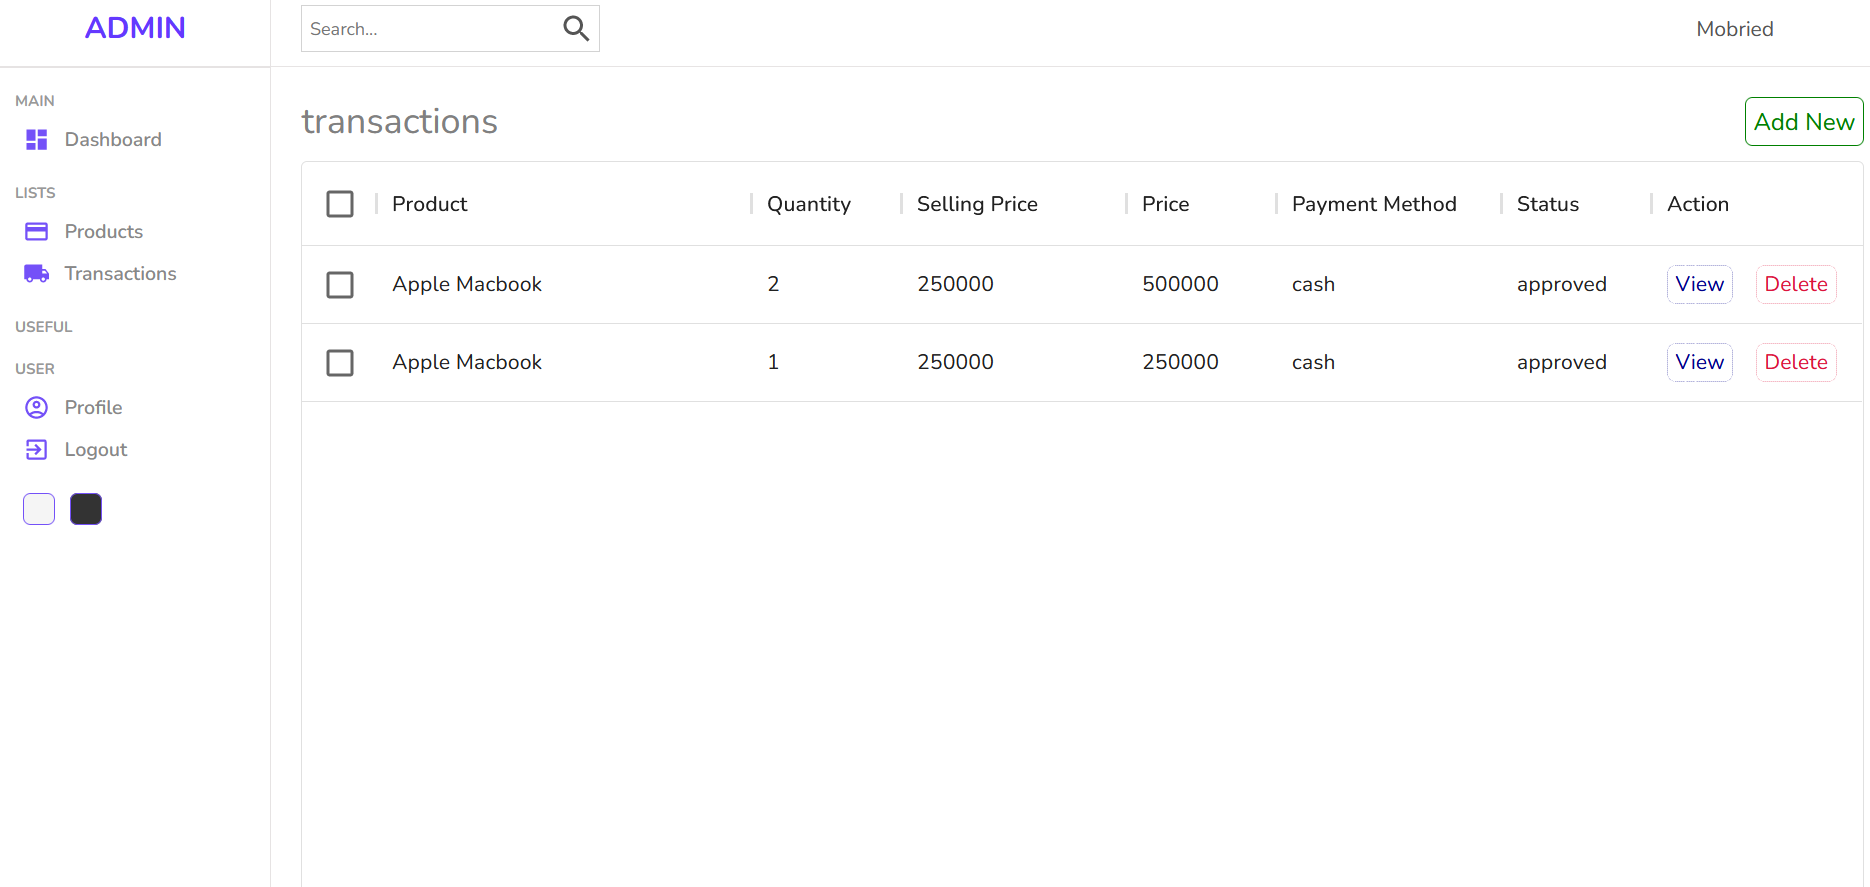 ADMIN
Search...
Mobried
MAIN
Dashboard
LISTS
Products
Transactions
USEFUL
USER
Profile
Logout
transactions
Add New
Product Quantity Selling Price Price Payment Method Status Action
Apple Macbook 2 250000 500000 cash approved View Delete
Apple Macbook 1 250000 250000 cash approved View Delete